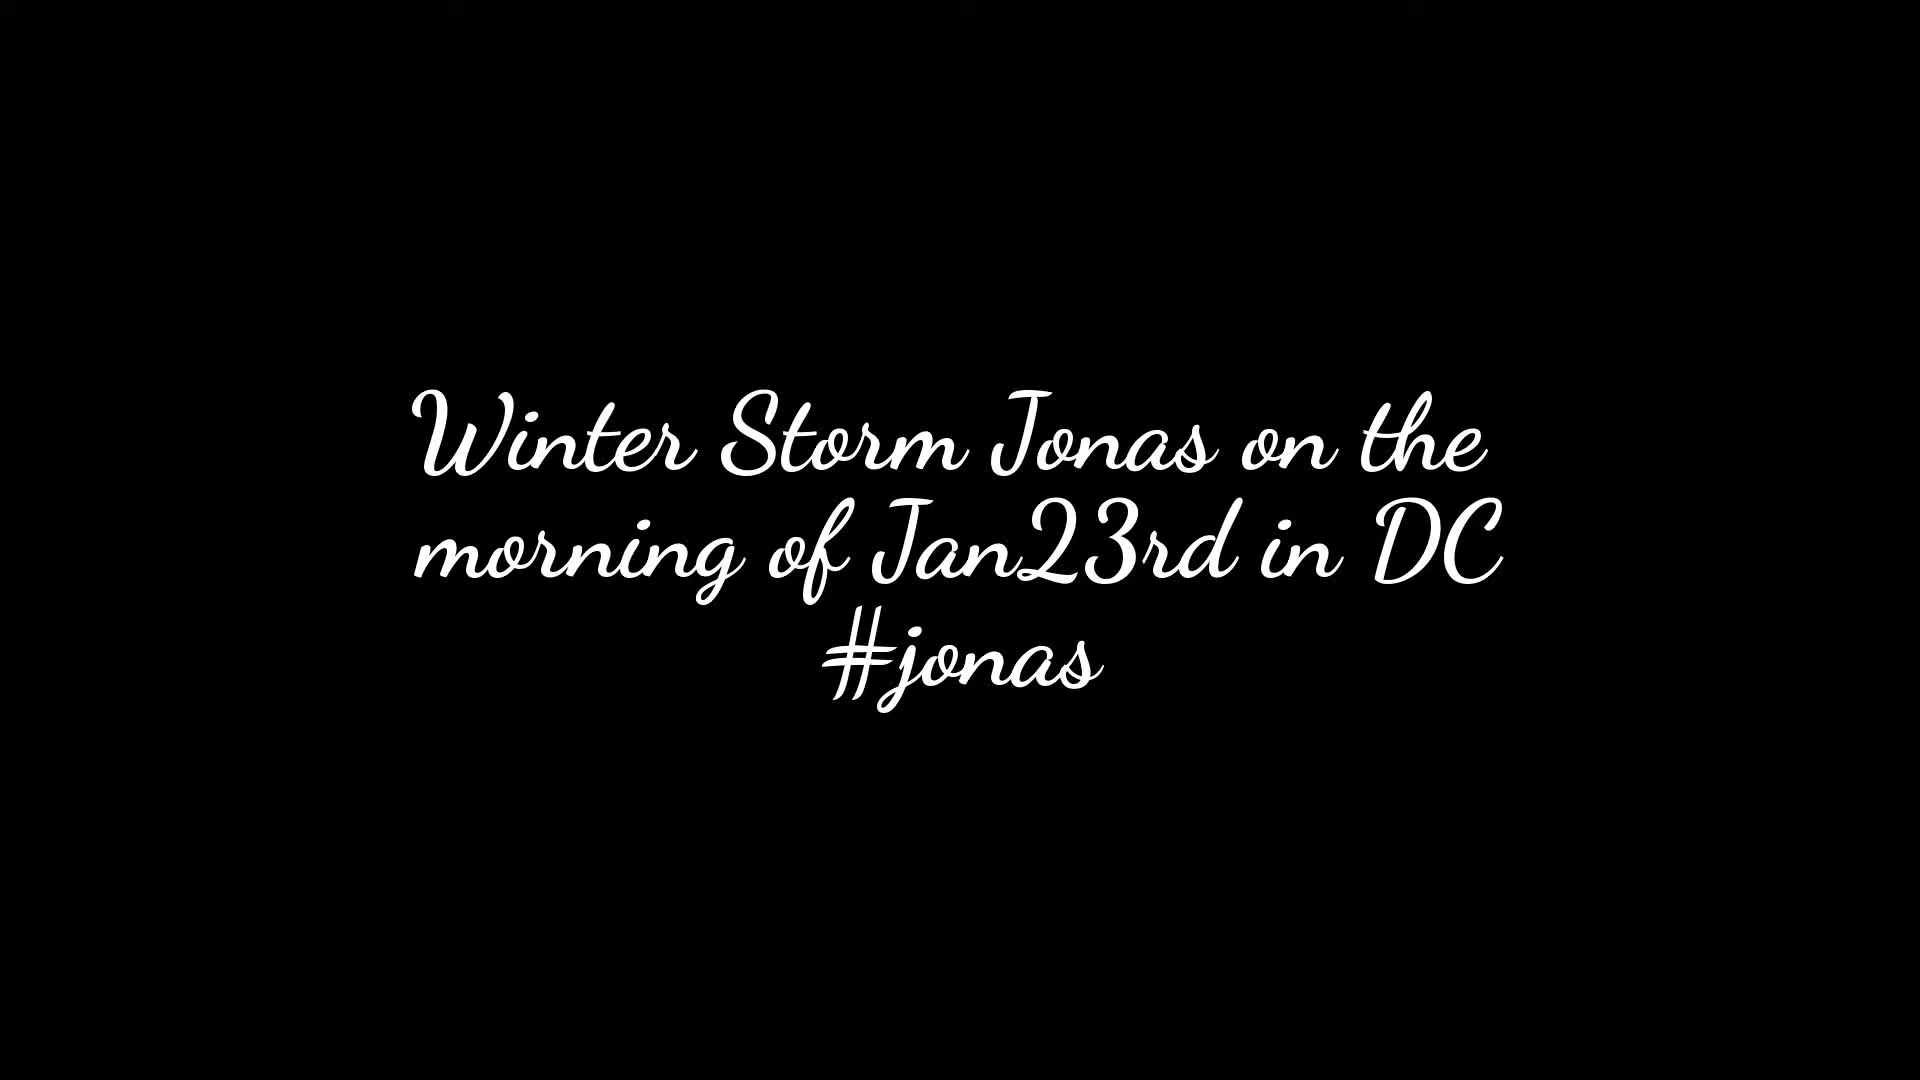 Winter Storm Jonas on the
morning of Jan23rd in DC
#jonas